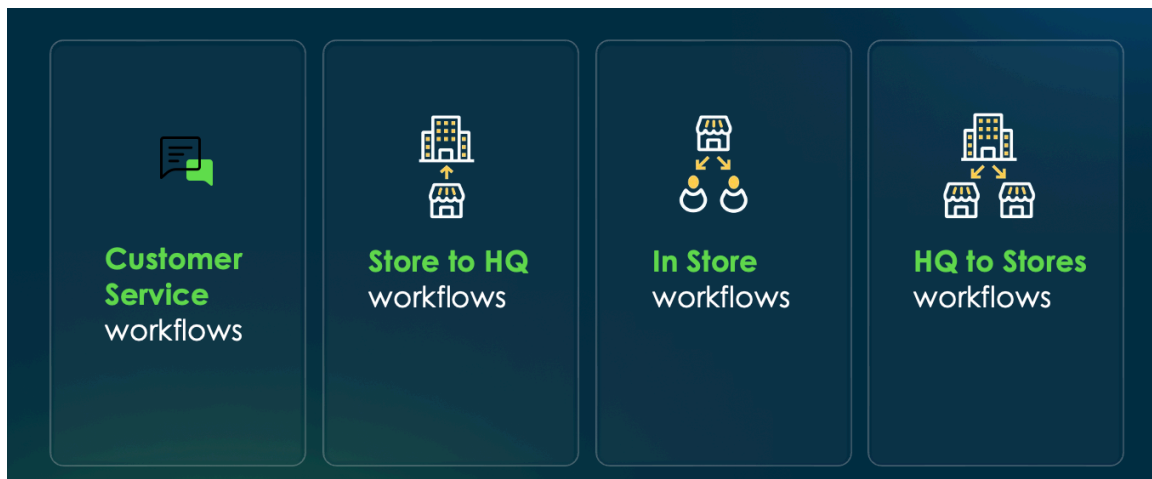 Customer
Service
workflows
Store to HQ
workflows
In Store
workflows
HQ to Stores
workflows